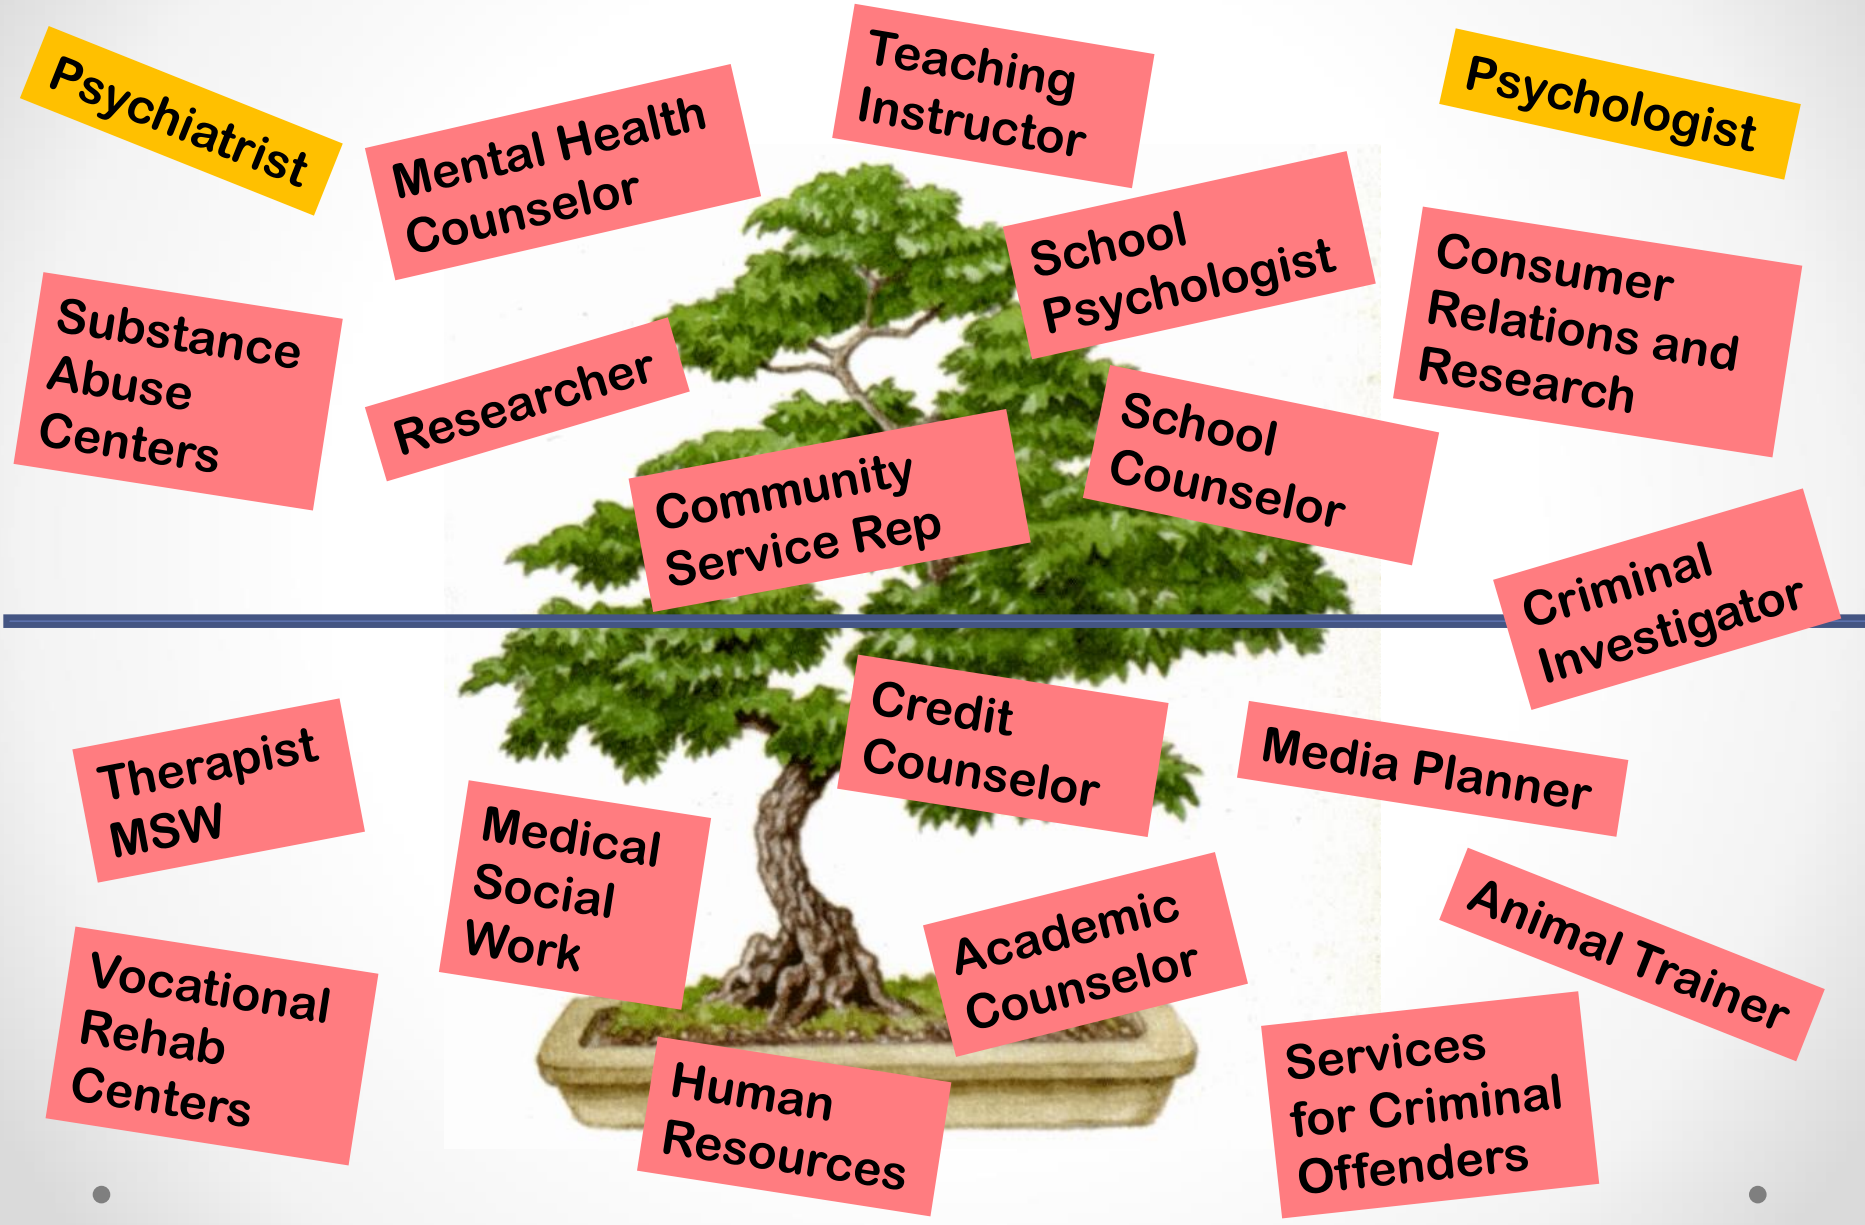 Psychiatrist
Mental Health
Counselor
Teaching
Instructor
Psychologist
School
Psychologist
Consumer
Relations and
Research
Substance
Abuse
Centers
Researcher
School
Counselor
Community
Service Rep
Criminal
Investigator
Therapist
MSW
Credit
Counselor
Media Planner
Medical
Social
Work
Academic
Counselor
Animal Trainer
Vocational
Rehab
Centers
Human
Resources
Services
for Criminal
Offenders